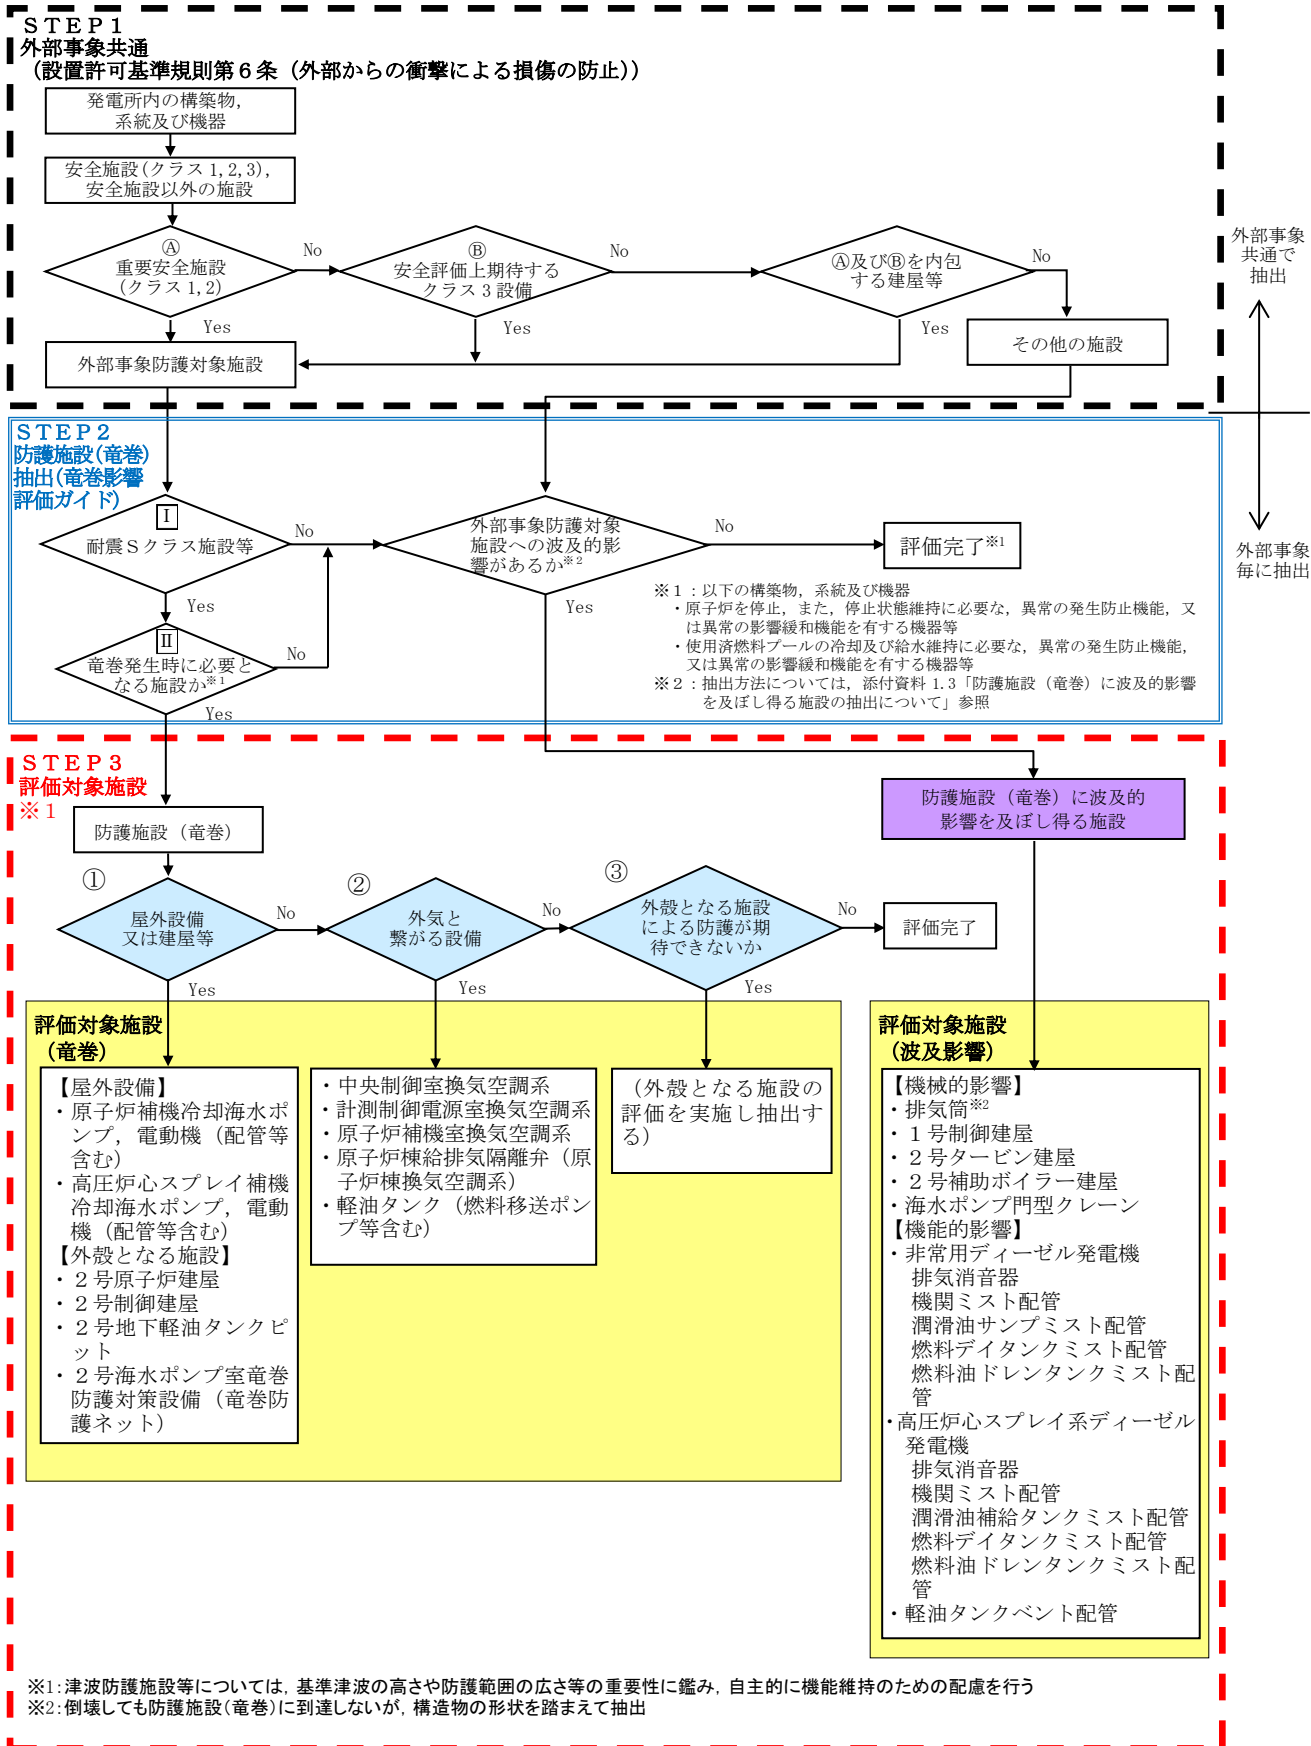 ＳＴＥＰ１
外部事象共通
（設置許可基準規則第６条（外部からの衝撃による損傷の防止））
発電所内の構築物，
系統及び機器
安全施設(クラス 1, 2, 3)，
安全施設以外の施設
Ⓐ
重要安全施設
(クラス 1, 2)
No
Ⓑ
安全評価上期待する
クラス 3 設備
No
Ⓐ及びⒷを内包
する建屋等
No
Yes
Yes
Yes
外部事象防護対象施設
その他の施設
外部事象
共通で
抽出
外部事象
毎に抽出
ＳＴＥＰ２
防護施設(竜巻)
抽出(竜巻影響
評価ガイド)
Ⅰ
耐震Ｓクラス施設等
No
Yes
外部事象防護対象
施設への波及的影
響があるか※2
No
Yes
評価完了※1
Ⅱ
竜巻発生時に必要と
なる施設か※1
No
Yes
※１：以下の構築物，系統及び機器
・原子炉を停止，また，停止状態維持に必要な，異常の発生防止機能，又
は異常の影響緩和機能を有する機器等
・使用済燃料プールの冷却及び給水維持に必要な，異常の発生防止機能，
又は異常の影響緩和機能を有する機器等
※２：抽出方法については，添付資料 1.3「防護施設（竜巻）に波及的影響
を及ぼし得る施設の抽出について」参照
ＳＴＥＰ３
評価対象施設
※１
防護施設（竜巻）
防護施設（竜巻）に波及的
影響を及ぼし得る施設
①
屋外設備
又は建屋等
No
Yes
②
外気と
繋がる設備
No
Yes
③
外殻となる施設
による防護が期
待できないか
No
Yes
評価完了
評価対象施設
（竜巻）
【屋外設備】
・原子炉補機冷却海水ポ
ンプ，電動機（配管等
含む）
・高圧炉心スプレイ補機
冷却海水ポンプ，電動
機（配管等含む）
【外殻となる施設】
・２号原子炉建屋
・２号制御建屋
・２号地下軽油タンクピ
ット
・２号海水ポンプ室竜巻
防護対策設備（竜巻防
護ネット）
・中央制御室換気空調系
・計測制御電源室換気空調系
・原子炉補機室換気空調系
・原子炉棟給排気隔離弁（原
子炉棟換気空調系）
・軽油タンク（燃料移送ポン
プ等含む）
（外殻となる施設の
評価を実施し抽出す
る）
評価対象施設
（波及影響）
【機械的影響】
・排気筒※2
・１号制御建屋
・２号タービン建屋
・２号補助ボイラー建屋
・海水ポンプ門型クレーン
【機能的影響】
・非常用ディーゼル発電機
排気消音器
機関ミスト配管
潤滑油サンプミスト配管
燃料デイタンクミスト配管
燃料油ドレンタンクミスト配
管
・高圧炉心スプレイ系ディーゼル
発電機
排気消音器
機関ミスト配管
潤滑油補給タンクミスト配管
燃料デイタンクミスト配管
燃料油ドレンタンクミスト配
管
・軽油タンクベント配管
※1：津波防護施設等については，基準津波の高さや防護範囲の広さ等の重要性に鑑み，自主的に機能維持のための配慮を行う
※2：倒壊しても防護施設(竜巻)に到達しないが，構造物の形状を踏まえて抽出